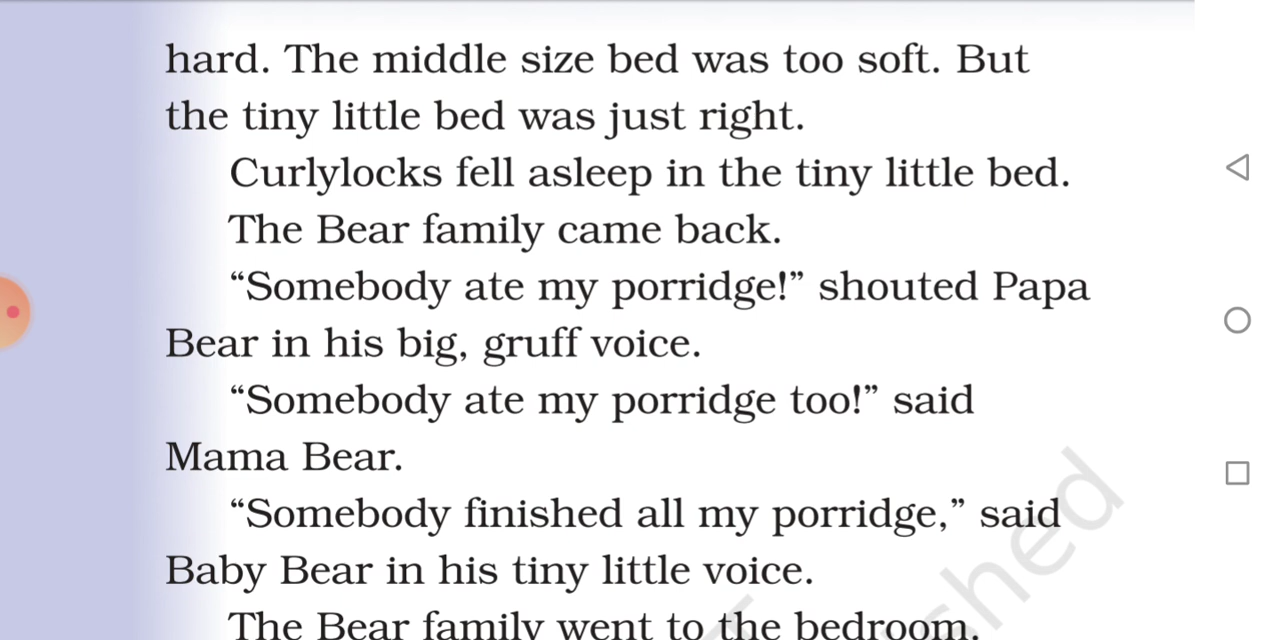 hard. The middle size bed was too soft. But
the tiny little bed was just right.
Curlylocks fell asleep in the tiny little bed.
The Bear family came back.
“Somebody ate my porridge!” shouted Papa
Bear in his big, gruff voice.
“Somebody ate my porridge too!” said
Mama Bear.
“Somebody finished all my porridge,” said
Baby Bear in his tiny little voice.
The Bear family went to the bedroom.